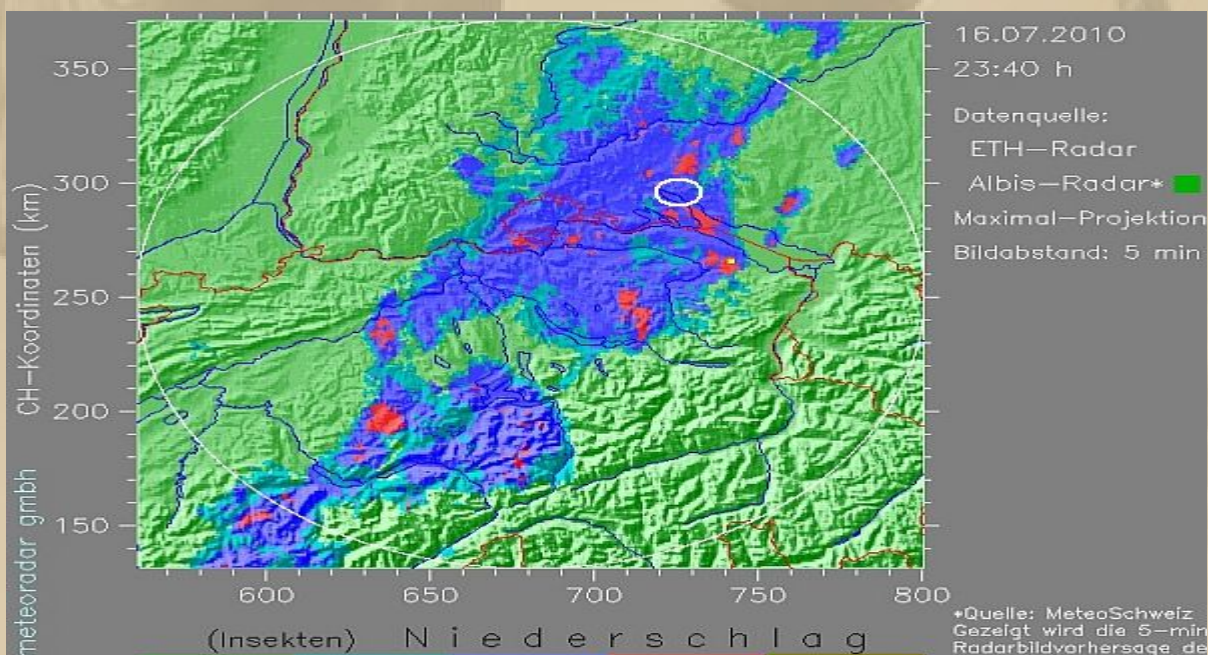 16.07.2010
23:40 h
Datenquelle:
ETH-Radar
Albis-Radar*
Maximal-Projektion
Bildabstand: 5 min
350
300
250
200
150
CH-Koordinaten (km)
meteoradar gmbh
600 650 700 750 800
(Insekten) Niederschlag
*Quelle: MeteoSchweiz
Gezeigt wird die 5-min
Radarbildvorhersage de